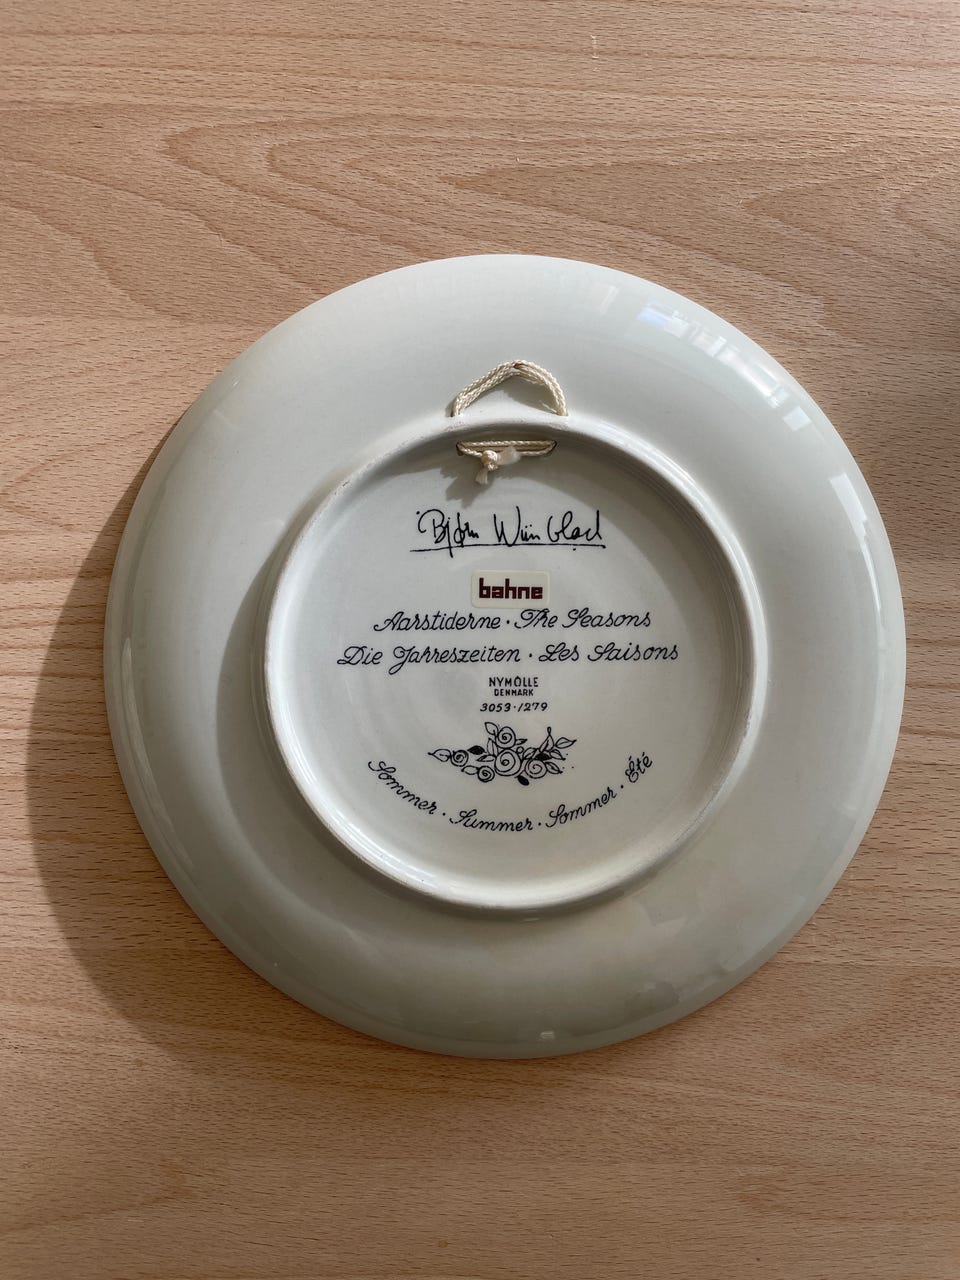 Bjørn Wiinblad
bahne
Aarstiderne · The Seasons
Die Jahreszeiten · Les Saisons
NYMÖLLE
DENMARK
3053-1279
Sommer · Summer · Sommer · Été